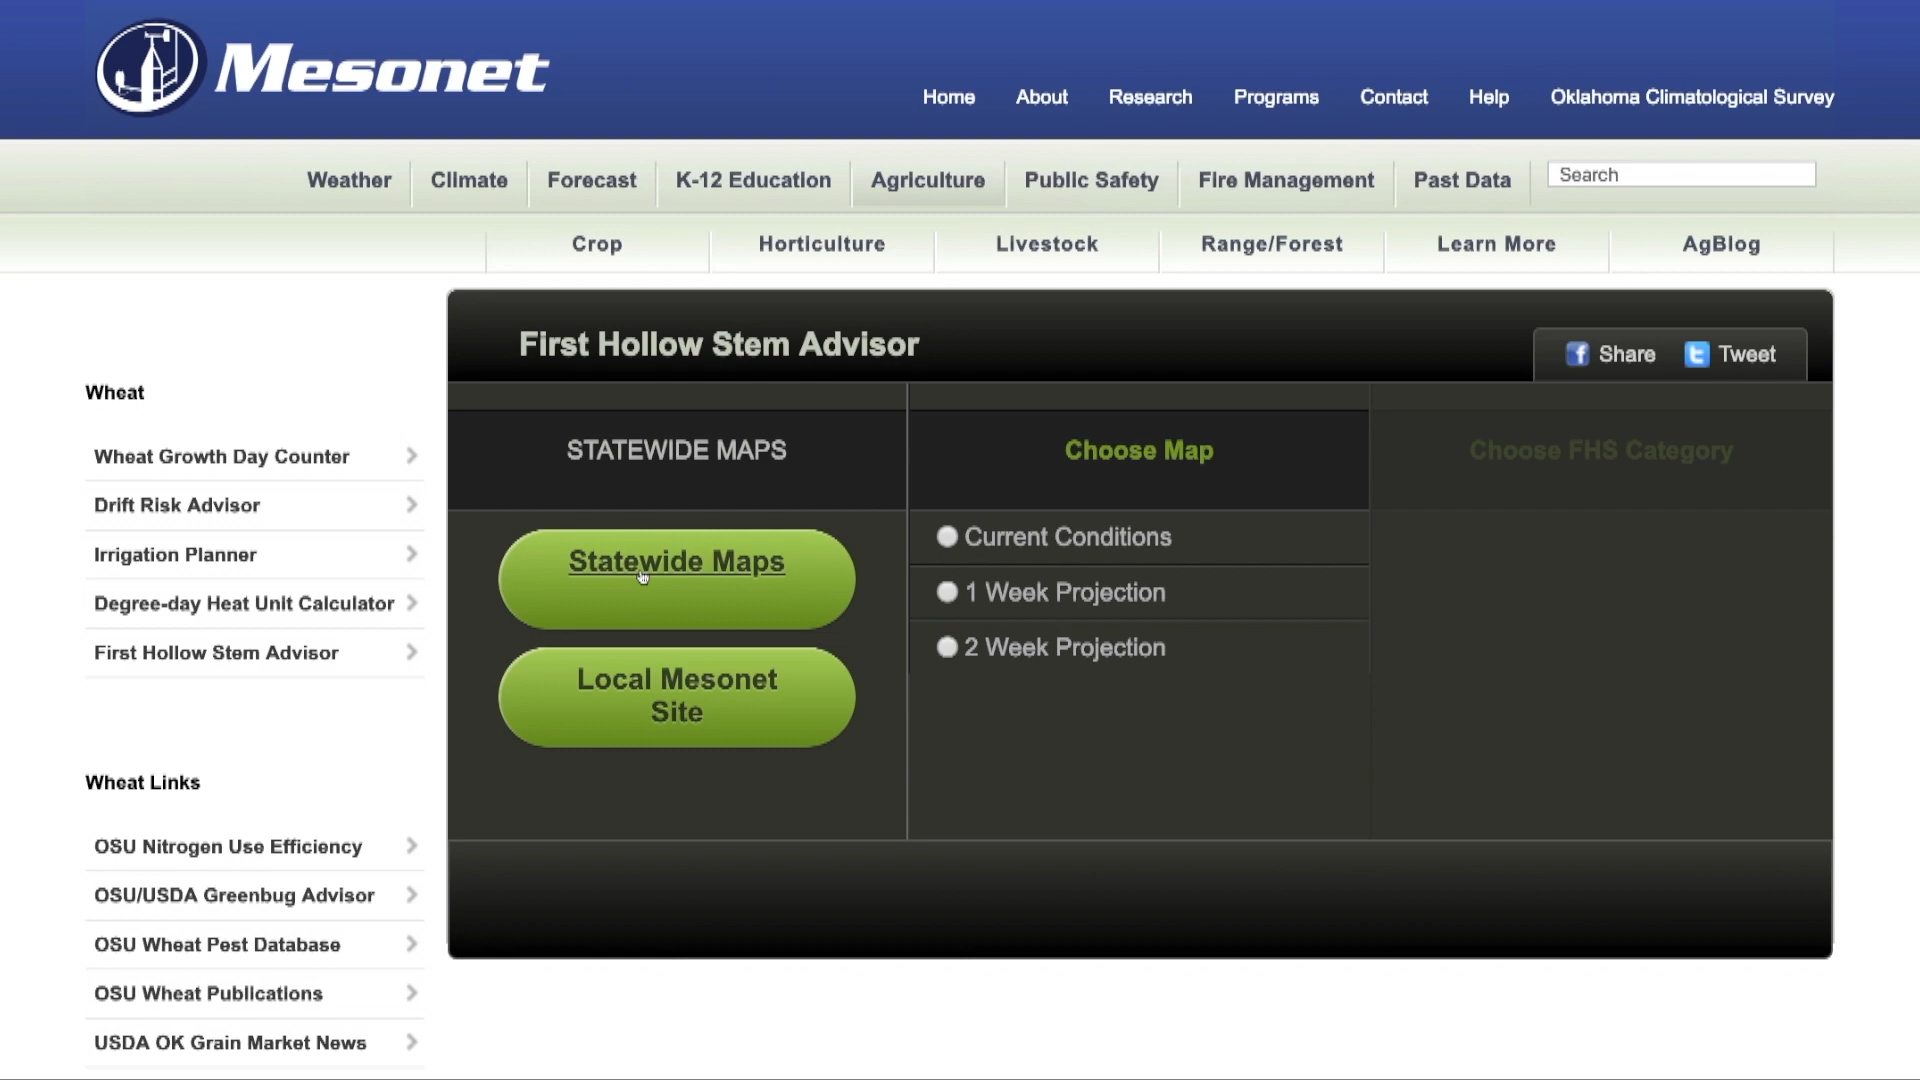 Mesonet
Home About Research Programs Contact Help Oklahoma Climatological Survey
Weather Climate Forecast K-12 Education Agriculture Public Safety Fire Management Past Data Search
Crop Horticulture Livestock Range/Forest Learn More AgBlog
First Hollow Stem Advisor
Share Tweet
Wheat
Wheat Growth Day Counter
Drift Risk Advisor
Irrigation Planner
Degree-day Heat Unit Calculator
First Hollow Stem Advisor
Wheat Links
OSU Nitrogen Use Efficiency
OSU/USDA Greenbug Advisor
OSU Wheat Pest Database
OSU Wheat Publications
USDA OK Grain Market News
STATEWIDE MAPS
Statewide Maps
Local Mesonet
Site
Choose Map
Current Conditions
1 Week Projection
2 Week Projection
Choose FHS Category